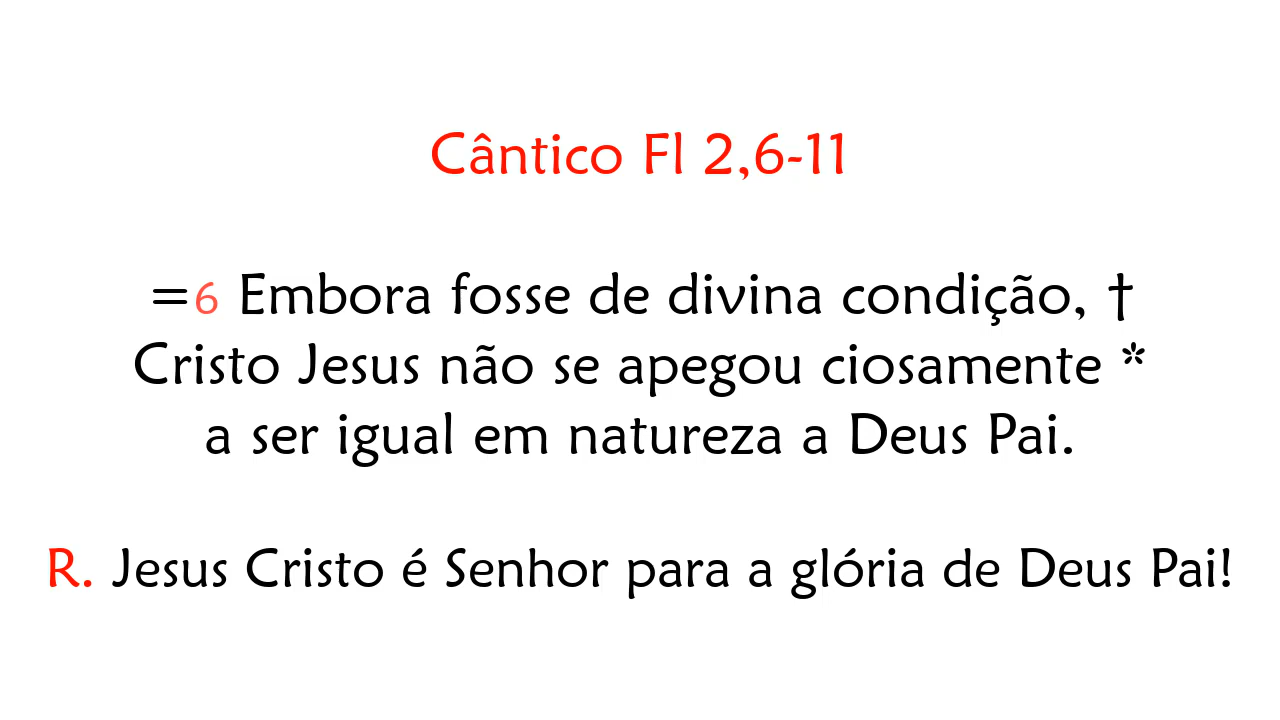 Cântico Fl 2,6-11
=6 Embora fosse de divina condição, †
Cristo Jesus não se apegou ciosamente *
a ser igual em natureza a Deus Pai.
R. Jesus Cristo é Senhor para a glória de Deus Pai!